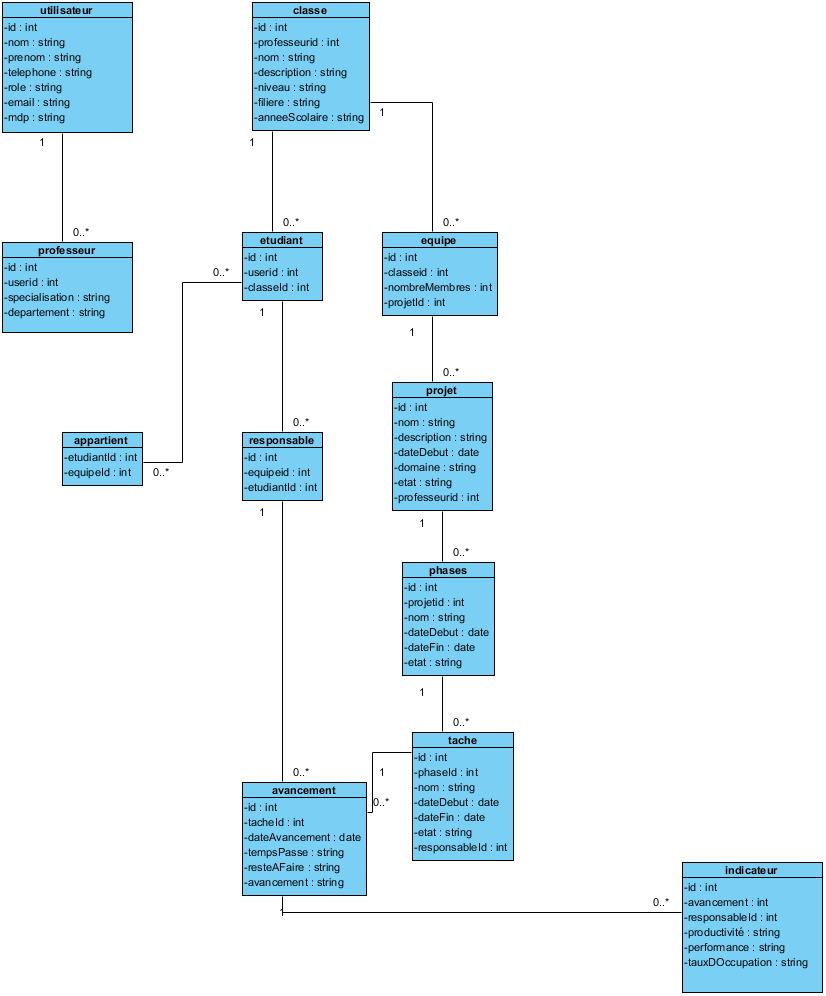 utilisateur
-id : int
-nom : string
-prenom : string
-telephone : string
-role : string
-email : string
-mdp : string
1
0..*
professeur
-id : int
-userid : int
-specialisation : string
-departement : string
classe
-id : int
-professeurid : int
-nom : string
-description : string
-niveau : string
-filiere : string
-anneeScolaire : string
1
1
0..*
0..*
etudiant
-id : int
-userid : int
-classeId : int
0..*
1
equipe
-id : int
-classeid : int
-nombreMembres : int
-projetId : int
1
0..*
projet
-id : int
-nom : string
-description : string
-dateDebut : date
-domaine : string
-etat : string
-professeurid : int
1
0..*
appartient
-etudiantId : int
-equipeId : int
0..*
0..*
responsable
-id : int
-equipeid : int
-etudiantId : int
1
0..*
phases
-id : int
-projetid : int
-nom : string
-dateDebut : date
-dateFin : date
-etat : string
1
0..*
tache
-id : int
-phaseId : int
-nom : string
-dateDebut : date
-dateFin : date
-etat : string
-responsableId : int
1
0..*
avancement
-id : int
-tacheId : int
-dateAvancement : date
-tempsPasse : string
-resteAFaire : string
-avancement : string
1
0..*
indicateur
-id : int
-avancement : int
-responsableId : int
-productivité : string
-performance : string
-tauxDOccupation : string